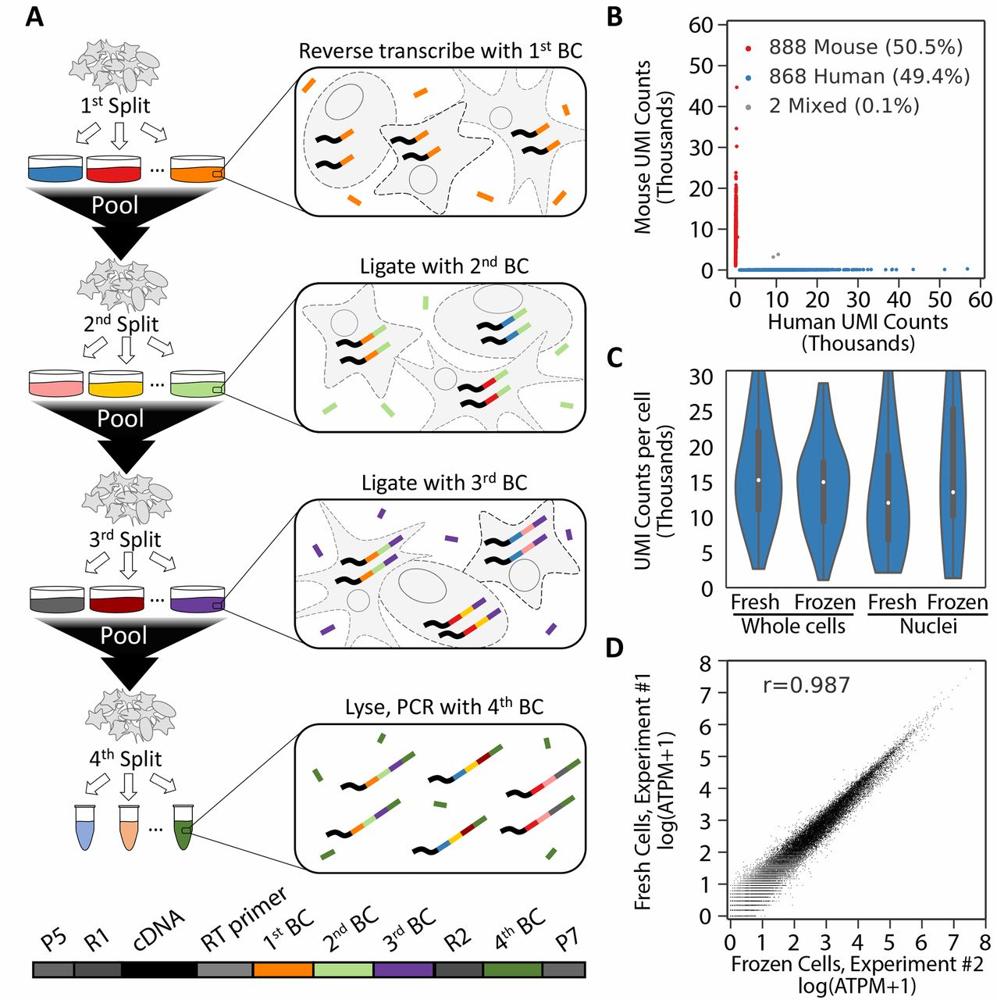 A
1st Split
Pool
2nd Split
Pool
3rd Split
Pool
4th Split
...
...
...
...
Reverse transcribe with 1st BC
Ligate with 2nd BC
Ligate with 3rd BC
Lyse, PCR with 4th BC
P5
R1
cDNA
RT primer
1st BC
2nd BC
3rd BC
R2
4th BC
P7
B
Mouse UMI Counts
(Thousands)
60
50
40
30
20
10
0
888 Mouse (50.5%)
868 Human (49.4%)
2 Mixed (0.1%)
0 10 20 30 40 50 60
Human UMI Counts
(Thousands)
C
UMI Counts per cell
(Thousands)
30
25
20
15
10
5
0
Fresh Frozen Fresh Frozen
Whole cells Nuclei
D
Fresh Cells, Experiment #1
log(ATPM+1)
8
7
6
5
4
3
2
1
0
r=0.987
0 1 2 3 4 5 6 7 8
Frozen Cells, Experiment #2
log(ATPM+1)